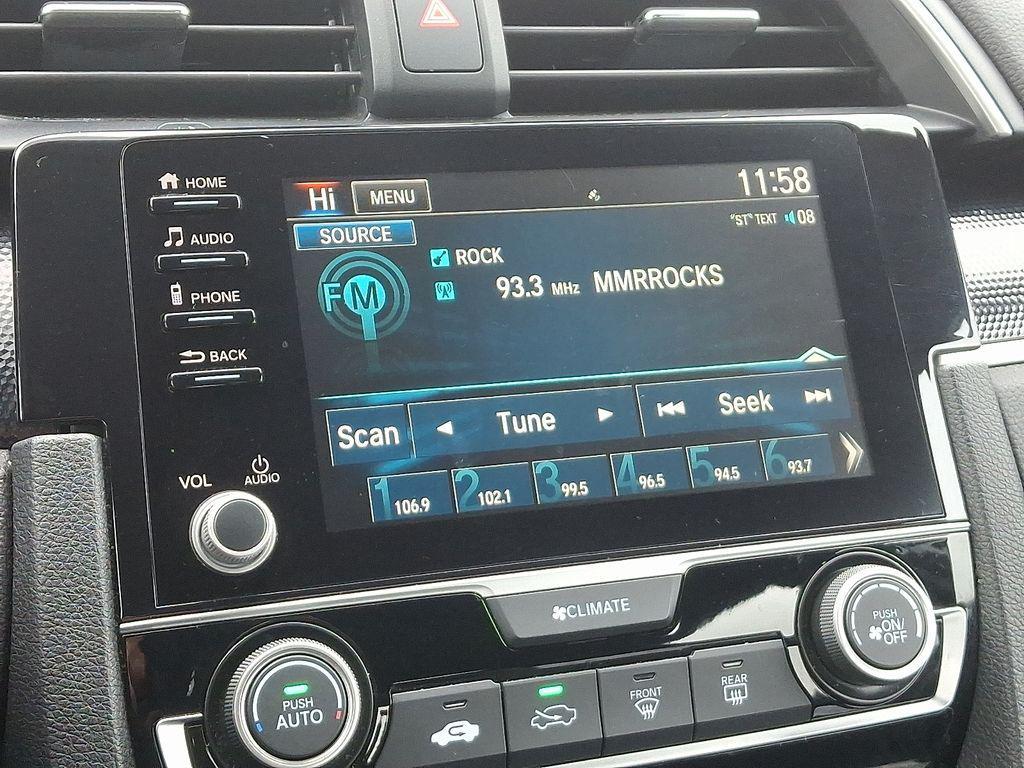 HOME
AUDIO
PHONE
BACK
VOL
AUDIO
Hi
MENU
11:58
SOURCE
"ST" TEXT 08
FM
ROCK
93.3 MHz MMRROCKS
Scan
Tune
Seek
1 106.9
2 102.1
3 99.5
4 96.5
5 94.5
6 93.7
CLIMATE
PUSH
AUTO
FRONT
REAR
PUSH
ON/
OFF